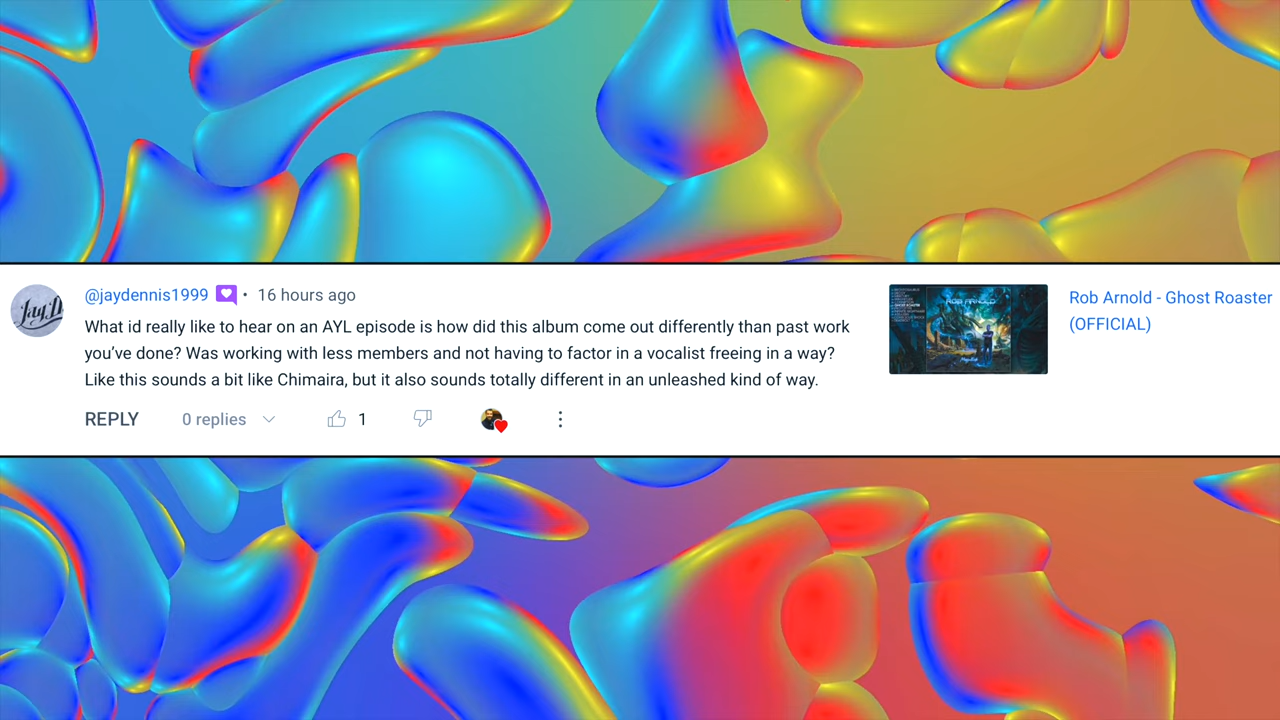 @jaydennis1999 • 16 hours ago
What id really like to hear on an AYL episode is how did this album come out differently than past work
you've done? Was working with less members and not having to factor in a vocalist freeing in a way?
Like this sounds a bit like Chimaira, but it also sounds totally different in an unleashed kind of way.
REPLY 0 replies 1
Jay.D
ROB ARNOLD
Rob Arnold - Ghost Roaster
(OFFICIAL)